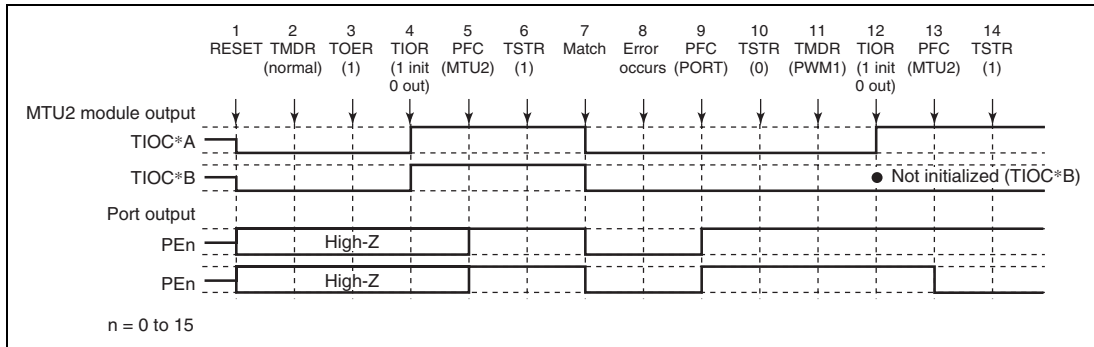 1 2 3 4 5 6 7 8 9 10 11 12 13 14
RESET TMDR TOER TIOR PFC TSTR Match Error PFC TSTR TMDR TIOR PFC TSTR
(normal) (1) (1 init (MTU2) (1) occurs (PORT) (0) (PWM1) (1 init (MTU2) (1)
0 out) 0 out)
MTU2 module output
TIOC*A
TIOC*B
● Not initialized (TIOC*B)
Port output
PEn High-Z
PEn High-Z
n = 0 to 15